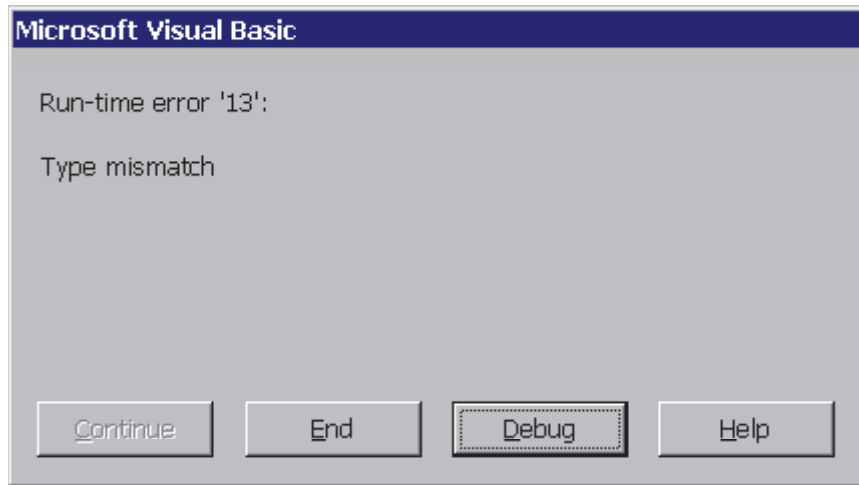 Microsoft Visual Basic
Run-time error '13':
Type mismatch
Continue End Debug Help